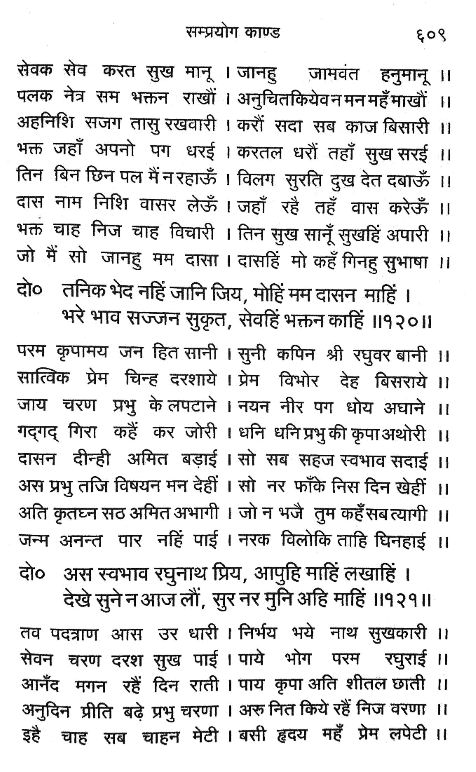 सम्प्रयोग काण्ड ६०९
सेवक सेव करत सुख मानू । जानहु जामवंत हनुमानू ।।
पलक नेत्र सम भक्तन राखौं । अनुचितकियेवन मन महँ माखौं ।।
अहनिशि सजग तासु रखवारी । करौं सदा सब काज बिसारी ।।
भक्त जहाँ अपनो पग धरई । करतल धरौं तहाँ सुख सरई ।।
तिन बिन छिन पल मैं न रहाऊँ । विलग सुरति दुख देत दबाऊँ ।।
दास नाम निशि वासर लेऊँ । जहाँ रहै तहँ वास करेऊँ ।।
भक्त चाह निज चाह विचारी । तिन सुख सानूँ सुखहिं अपारी ।।
जो मैं सो जानहु मम दासा । दासहिं मो कहँ गिनहु सुभाषा ।।
दो० तनिक भेद नहिं जानि जिय, मोहिं मम दासन माहिं ।
भरे भाव सज्जन सुकृत, सेवहिं भक्तन काहिं ।।१२०।।
परम कृपामय जन हित सानी । सुनी कपिन श्री रघुवर बानी ।।
सात्विक प्रेम चिन्ह दरशाये । प्रेम विभोर देह बिसराये ।।
जाय चरण प्रभु के लपटाने । नयन नीर पग धोय अघाने ।।
गद्गद् गिरा कहैं कर जोरी । धनि धनि प्रभु की कृपा अथोरी ।।
दासन दीन्ही अमित बड़ाई । सो सब सहज स्वभाव सदाई ।।
अस प्रभु तजि विषयन मन देहीं । सो नर फाँके निस दिन खेहीं ।।
अति कृतघ्न सठ अमित अभागी । जो न भजै तुम कहँ सब त्यागी ।।
जन्म अनन्त पार नहिं पाई । नरक विलोकि ताहि घिनहाई ।।
दो० अस स्वभाव रघुनाथ प्रिय, आपुहि माहिं लखाहिं ।
देखे सुने न आज लौं, सुर नर मुनि अहि माहिं ।।१२१।।
तव पदत्राण आस उर धारी । निर्भय भये नाथ सुखकारी ।।
सेवन चरण दरश सुख पाई । पाये भोग परम रघुराई ।।
आनँद मगन रहैं दिन राती । पाय कृपा अति शीतल छाती ।।
अनुदिन प्रीति बढ़े प्रभु चरणा । अरु नित किये रहैं निज वरणा ।।
इहै चाह सब चाहन मेटी । बसी हृदय महँ प्रेम लपेटी ।।